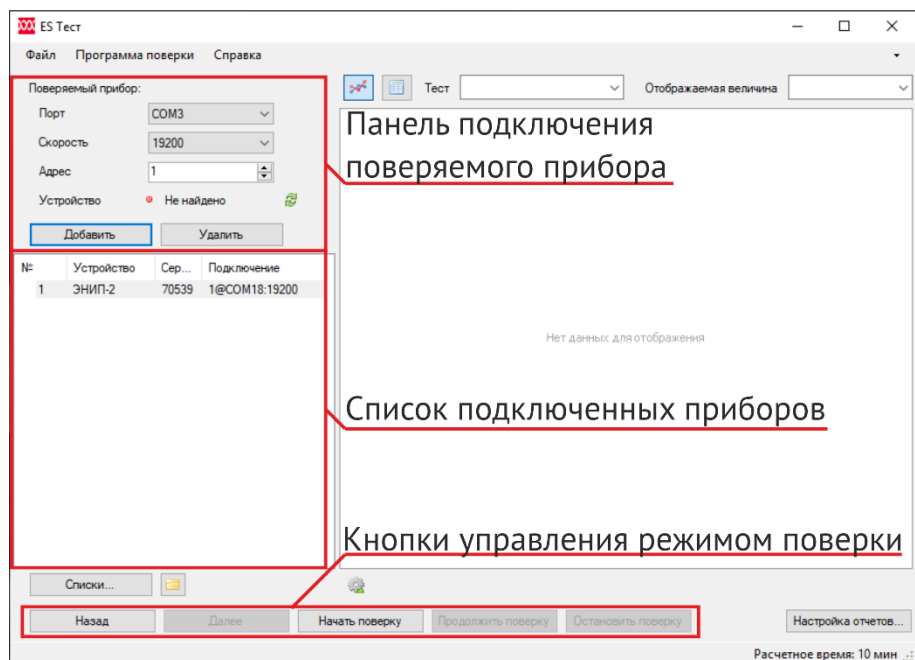 ES Тест
Файл Программа поверки Справка
Поверяемый прибор:
Порт COM3
Скорость 19200
Адрес 1
Устройство Не найдено
Добавить Удалить
№ Устройство Сер... Подключение
1 ЭНИП-2 70539 1@COM18:19200
Тест Отображаемая величина
Панель подключения
поверяемого прибора
Нет данных для отображения
Список подключенных приборов
Кнопки управления режимом поверки
Списки...
Назад Далее Начать поверку Продолжить поверку Остановить поверку Настройка отчетов...
Расчетное время: 10 мин